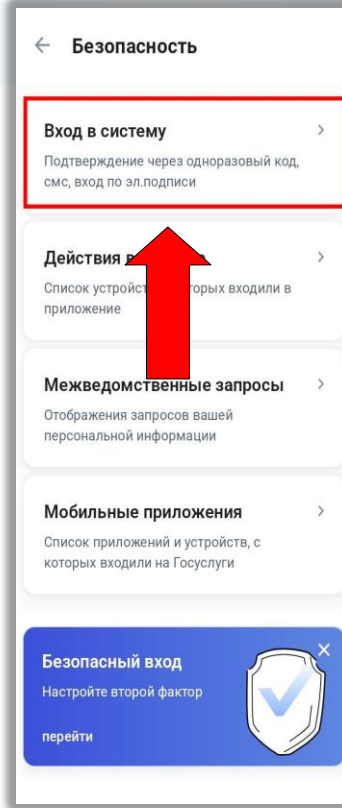 Безопасность
Вход в систему
Подтверждение через одноразовый код,
смс, вход по эл.подписи
Действия
Список устройств
торых входили в
приложение
Межведомственные запросы
Отображения запросов вашей
персональной информации
Мобильные приложения
Список приложений и устройств, с
которых входили на Госуслуги
Безопасный вход
Настройте второй фактор
перейти